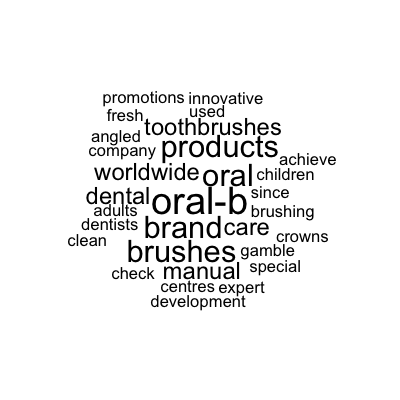 promotions innovative
fresh used
angled toothbrushes
company products
achieve
worldwide oral children
dental oral-b since
adults brushing
dentists brand care
clean crowns
brushes gamble
check manual special
centres expert
development